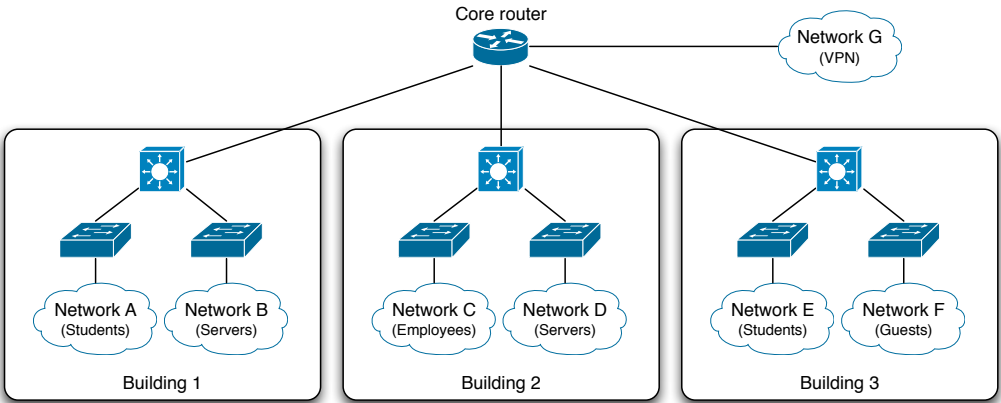 Core router
Network G
(VPN)
Network A
(Students)
Network B
(Servers)
Network C
(Employees)
Network D
(Servers)
Network E
(Students)
Network F
(Guests)
Building 1
Building 2
Building 3